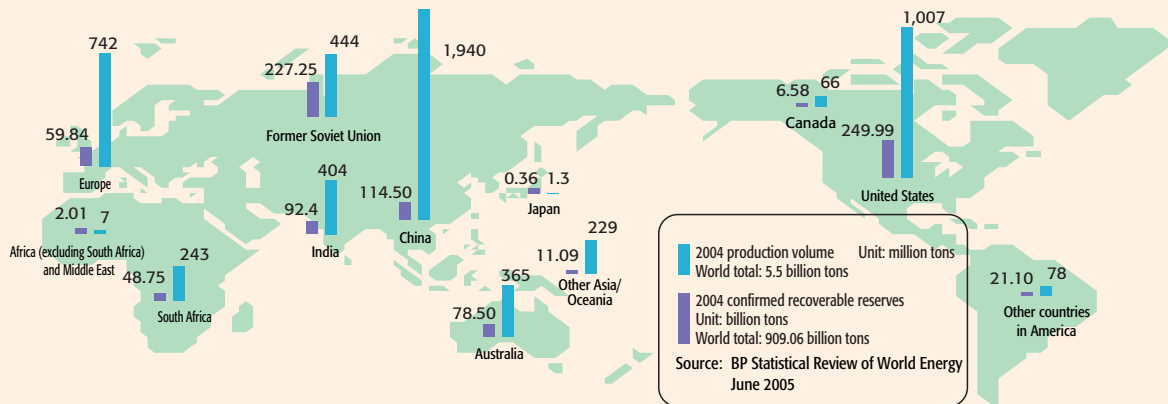 742
59.84
Europe
227.25
444
Former Soviet Union
1,940
114.50
China
404
92.4
India
2.01 7
Africa (excluding South Africa)
and Middle East
243
48.75
South Africa
0.36 1.3
Japan
229
11.09
Other Asia/
Oceania
365
78.50
Australia
6.58 66
Canada
1,007
249.99
United States
21.10 78
Other countries
in America
2004 production volume Unit: million tons
World total: 5.5 billion tons
2004 confirmed recoverable reserves
Unit: billion tons
World total: 909.06 billion tons
Source: BP Statistical Review of World Energy
June 2005